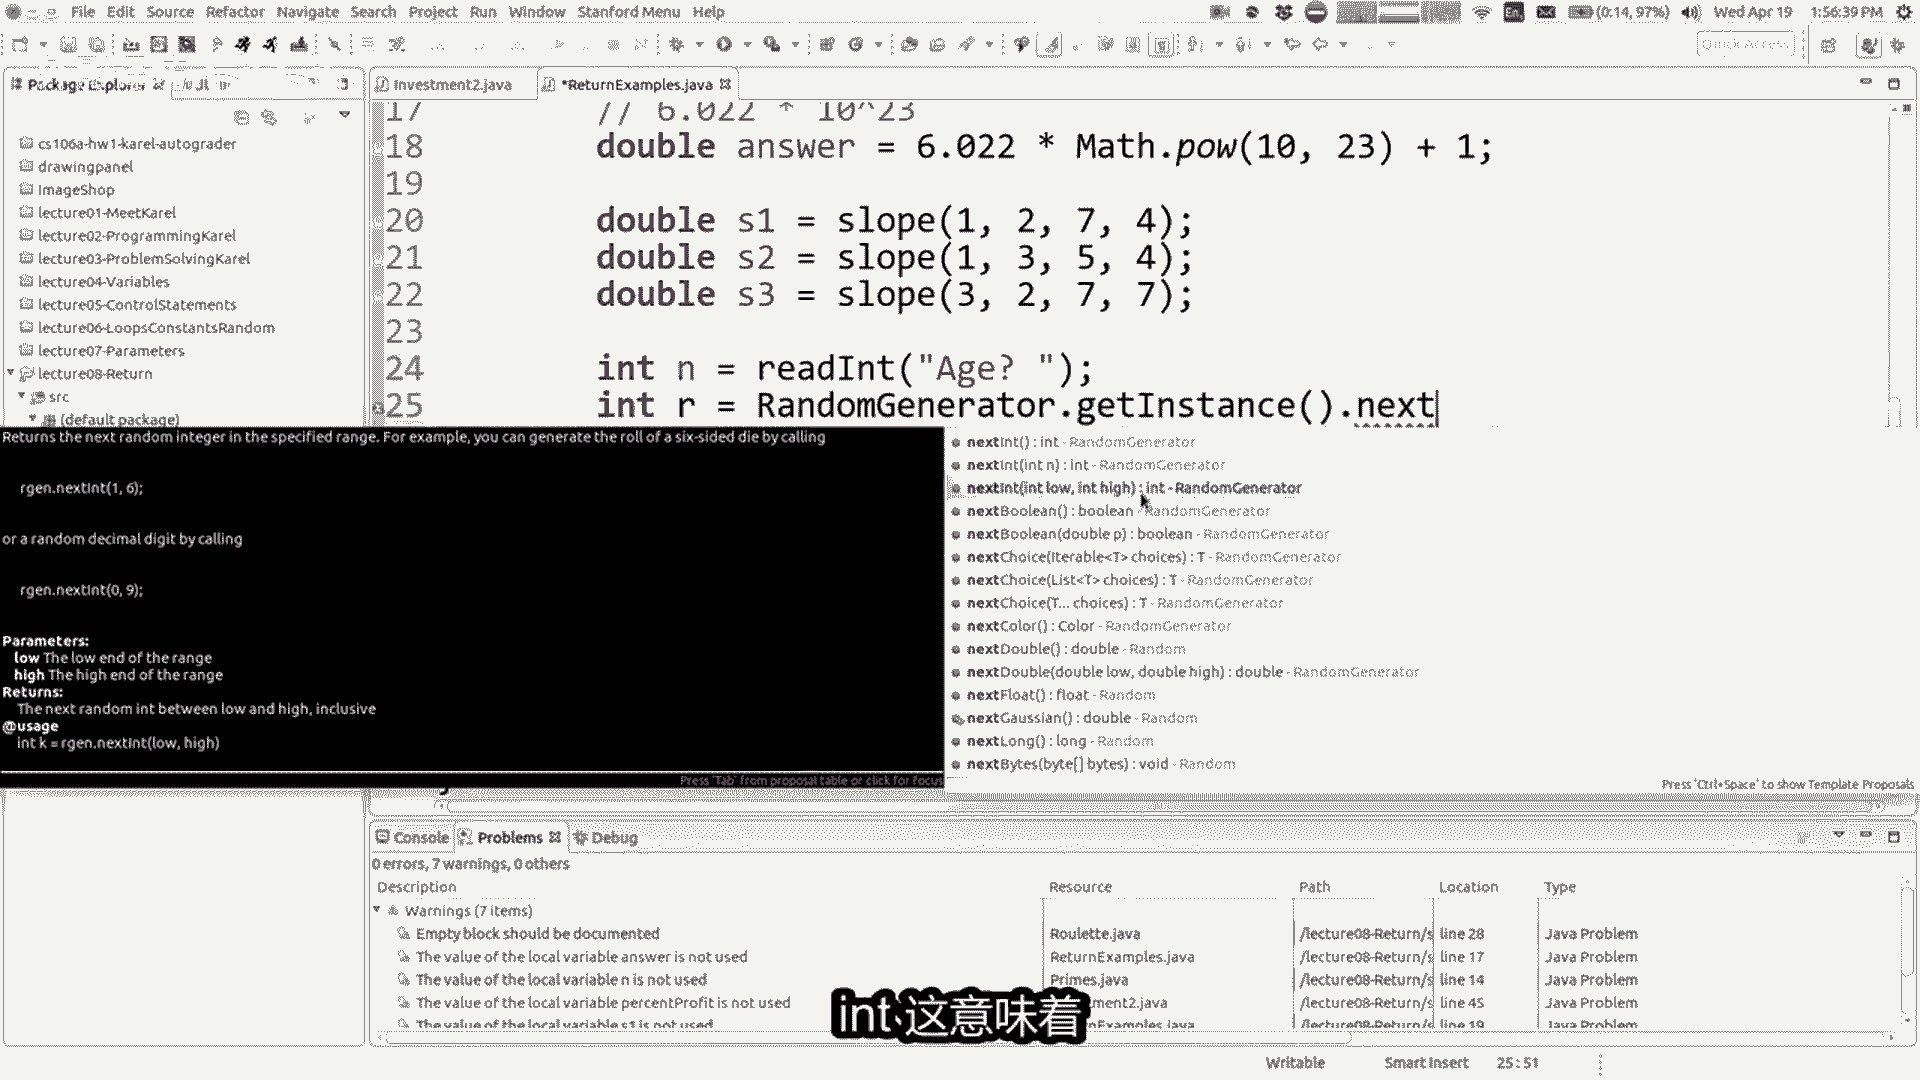 File Edit Source Refactor Navigate Search Project Run Window Stanford Menu Help
En (0:14, 97%) Wed Apr 19 1:56:39 PM
Quick Access
Package Explorer
Investment2.java
*ReturnExamples.java
cs106a-hw1-karel-autograder
drawingpanel
ImageShop
lecture01-MeetKarel
lecture02-ProgrammingKarel
lecture03-ProblemSolvingKarel
lecture04-Variables
lecture05-ControlStatements
lecture06-LoopsConstantsRandom
lecture07-Parameters
lecture08-Return
src
(default package)
17 // 6.022 * 10^23
18 double answer = 6.022 * Math.pow(10, 23) + 1;
19
20 double s1 = slope(1, 2, 7, 4);
21 double s2 = slope(1, 3, 5, 4);
22 double s3 = slope(3, 2, 7, 7);
23
24 int n = readInt("Age? ");
25 int r = RandomGenerator.getInstance().next
Returns the next random integer in the specified range. For example, you can generate the roll of a six-sided die by calling
rgen.nextInt(1, 6);
or a random decimal digit by calling
rgen.nextInt(0, 9);
Parameters:
low The low end of the range
high The high end of the range
Returns:
The next random int between low and high, inclusive
@usage
int k = rgen.nextInt(low, high)
Press 'Tab' from proposal table or click for focus
nextInt() : int - RandomGenerator
nextInt(int n) : int - RandomGenerator
nextInt(int low, int high) : int - RandomGenerator
nextBoolean() : boolean - RandomGenerator
nextBoolean(double p) : boolean - RandomGenerator
nextChoice(Iterable<T> choices) : T - RandomGenerator
nextChoice(List<T> choices) : T - RandomGenerator
nextChoice(T... choices) : T - RandomGenerator
nextColor() : Color - RandomGenerator
nextDouble() : double - Random
nextDouble(double low, double high) : double - RandomGenerator
nextFloat() : float - Random
nextGaussian() : double - Random
nextLong() : long - Random
nextBytes(byte[] bytes) : void - Random
Press 'Ctrl+Space' to show Template Proposals
Console Problems Debug
0 errors, 7 warnings, 0 others
Description Resource Path Location Type
Warnings (7 items)
Empty block should be documented Roulette.java /lecture08-Return/s line 28 Java Problem
The value of the local variable answer is not used ReturnExamples.java /lecture08-Return/s line 17 Java Problem
The value of the local variable n is not used Primes.java /lecture08-Return/s line 14 Java Problem
The value of the local variable percentProfit is not used tment2.java /lecture08-Return/s line 45 Java Problem
The value of the local variable s1 is not used nExamples.java /lecture08-Return/s line 19 Java Problem
int 这意味着
Writable Smart Insert 25:51